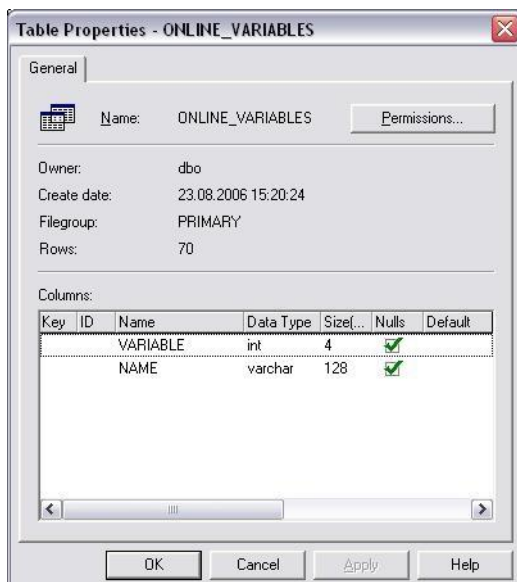 Table Properties - ONLINE_VARIABLES
General
Name: ONLINE_VARIABLES Permissions...
Owner: dbo
Create date: 23.08.2006 15:20:24
Filegroup: PRIMARY
Rows: 70
Columns:
Key ID Name Data Type Size(... Nulls Default
VARIABLE int 4
NAME varchar 128
OK Cancel Apply Help